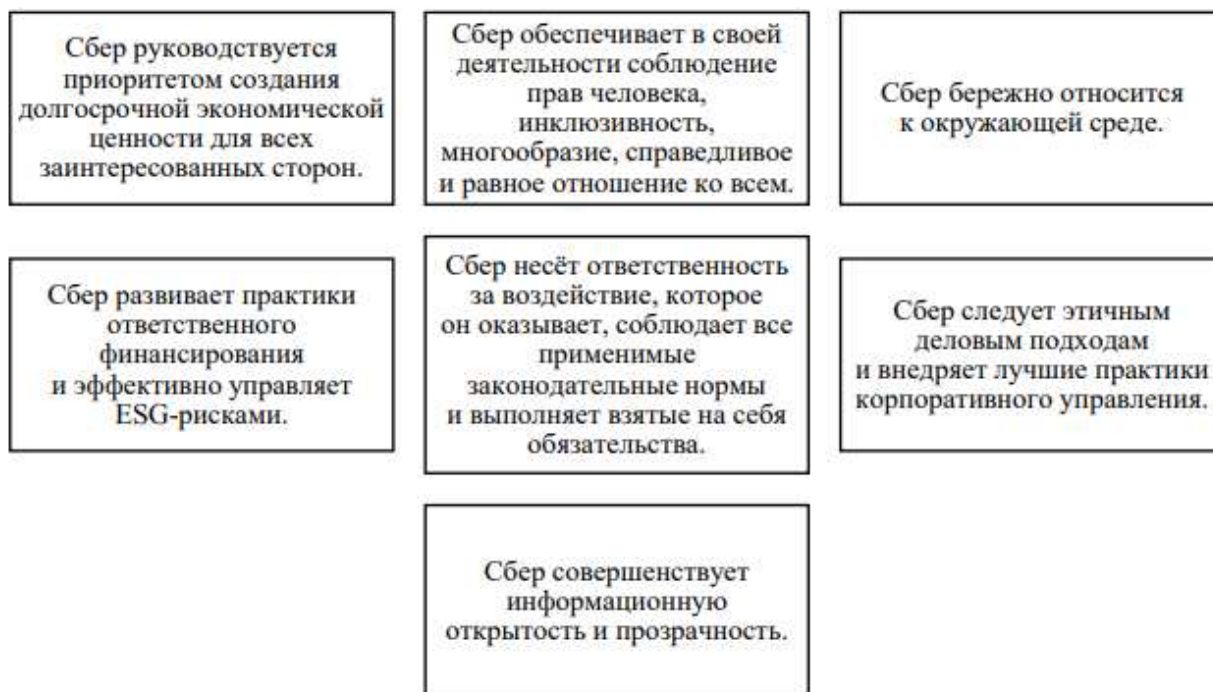 Сбер руководствуется
приоритетом создания
долгосрочной экономической
ценности для всех
заинтересованных сторон.
Сбер обеспечивает в своей
деятельности соблюдение
прав человека,
инклюзивность,
многообразие, справедливое
и равное отношение ко всем.
Сбер бережно относится
к окружающей среде.
Сбер развивает практики
ответственного
финансирования
и эффективно управляет
ESG-рисками.
Сбер несёт ответственность
за воздействие, которое
он оказывает, соблюдает все
применимые
законодательные нормы
и выполняет взятые на себя
обязательства.
Сбер следует этичным
деловым подходам
и внедряет лучшие практики
корпоративного управления.
Сбер совершенствует
информационную
открытость и прозрачность.